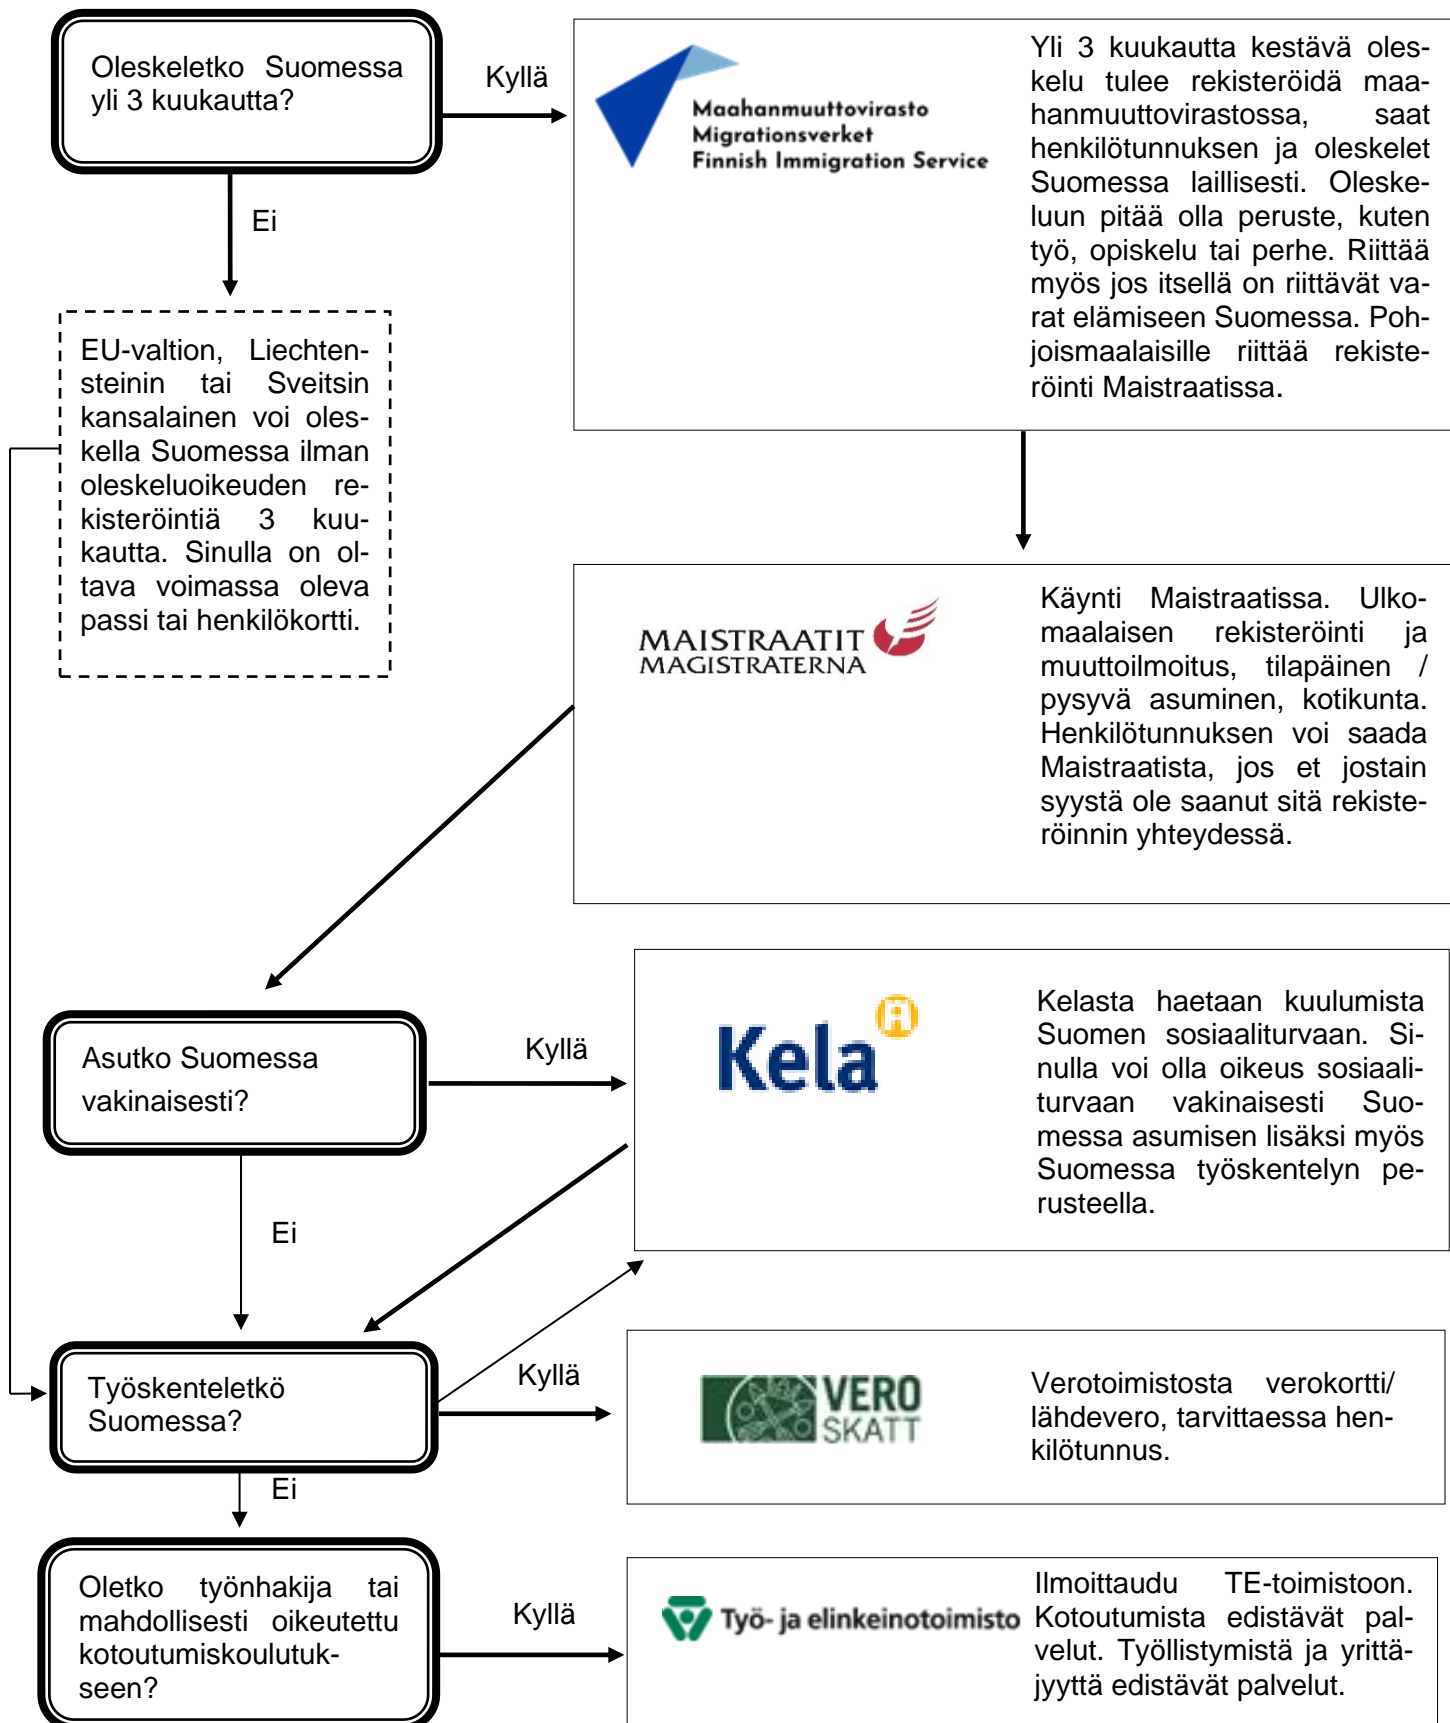 Oleskeletko Suomessa
yli 3 kuukautta?
Kyllä
Maahanmuuttovirasto
Migrationsverket
Finnish Immigration Service
Yli 3 kuukautta kestävä oles-
kelu tulee rekisteröidä maa-
hanmuuttovirastossa, saat
henkilötunnuksen ja oleskelet
Suomessa laillisesti. Oleske-
luun pitää olla peruste, kuten
työ, opiskelu tai perhe. Riittää
myös jos itsellä on riittävät va-
rat elämiseen Suomessa. Poh-
joismaalaisille riittää rekiste-
röinti Maistraatissa.
Ei
EU-valtion, Liechten-
steinin tai Sveitsin
kansalainen voi oles-
kella Suomessa ilman
oleskeluoikeuden re-
kisteröintiä 3 kuu-
kautta. Sinulla on ol-
tava voimassa oleva
passi tai henkilökortti.
MAISTRAATIT
MAGISTRATERNA
Käynti Maistraatissa. Ulko-
maalaisen rekisteröinti ja
muuttoilmoitus, tilapäinen /
pysyvä asuminen, kotikunta.
Henkilötunnuksen voi saada
Maistraatista, jos et jostain
syystä ole saanut sitä rekiste-
röinnin yhteydessä.
Asutko Suomessa
vakinaisesti?
Kyllä
Kela
Kelasta haetaan kuulumista
Suomen sosiaaliturvaan. Si-
nulla voi olla oikeus sosiaali-
turvaan vakinaisesti Suo-
messa asumisen lisäksi myös
Suomessa työskentelyn pe-
rusteella.
Ei
Työskenteletkö
Suomessa?
Kyllä
VERO
SKATT
Verotoimistosta verokortti/
lähdevero, tarvittaessa hen-
kilötunnus.
Ei
Oletko työnhakija tai
mahdollisesti oikeutettu
kotoutumiskoulutuk-
seen?
Kyllä
Työ- ja elinkeinotoimisto
Ilmoittaudu TE-toimistoon.
Kotoutumista edistävät pal-
velut. Työllistymistä ja yrittä-
jyyttä edistävät palvelut.